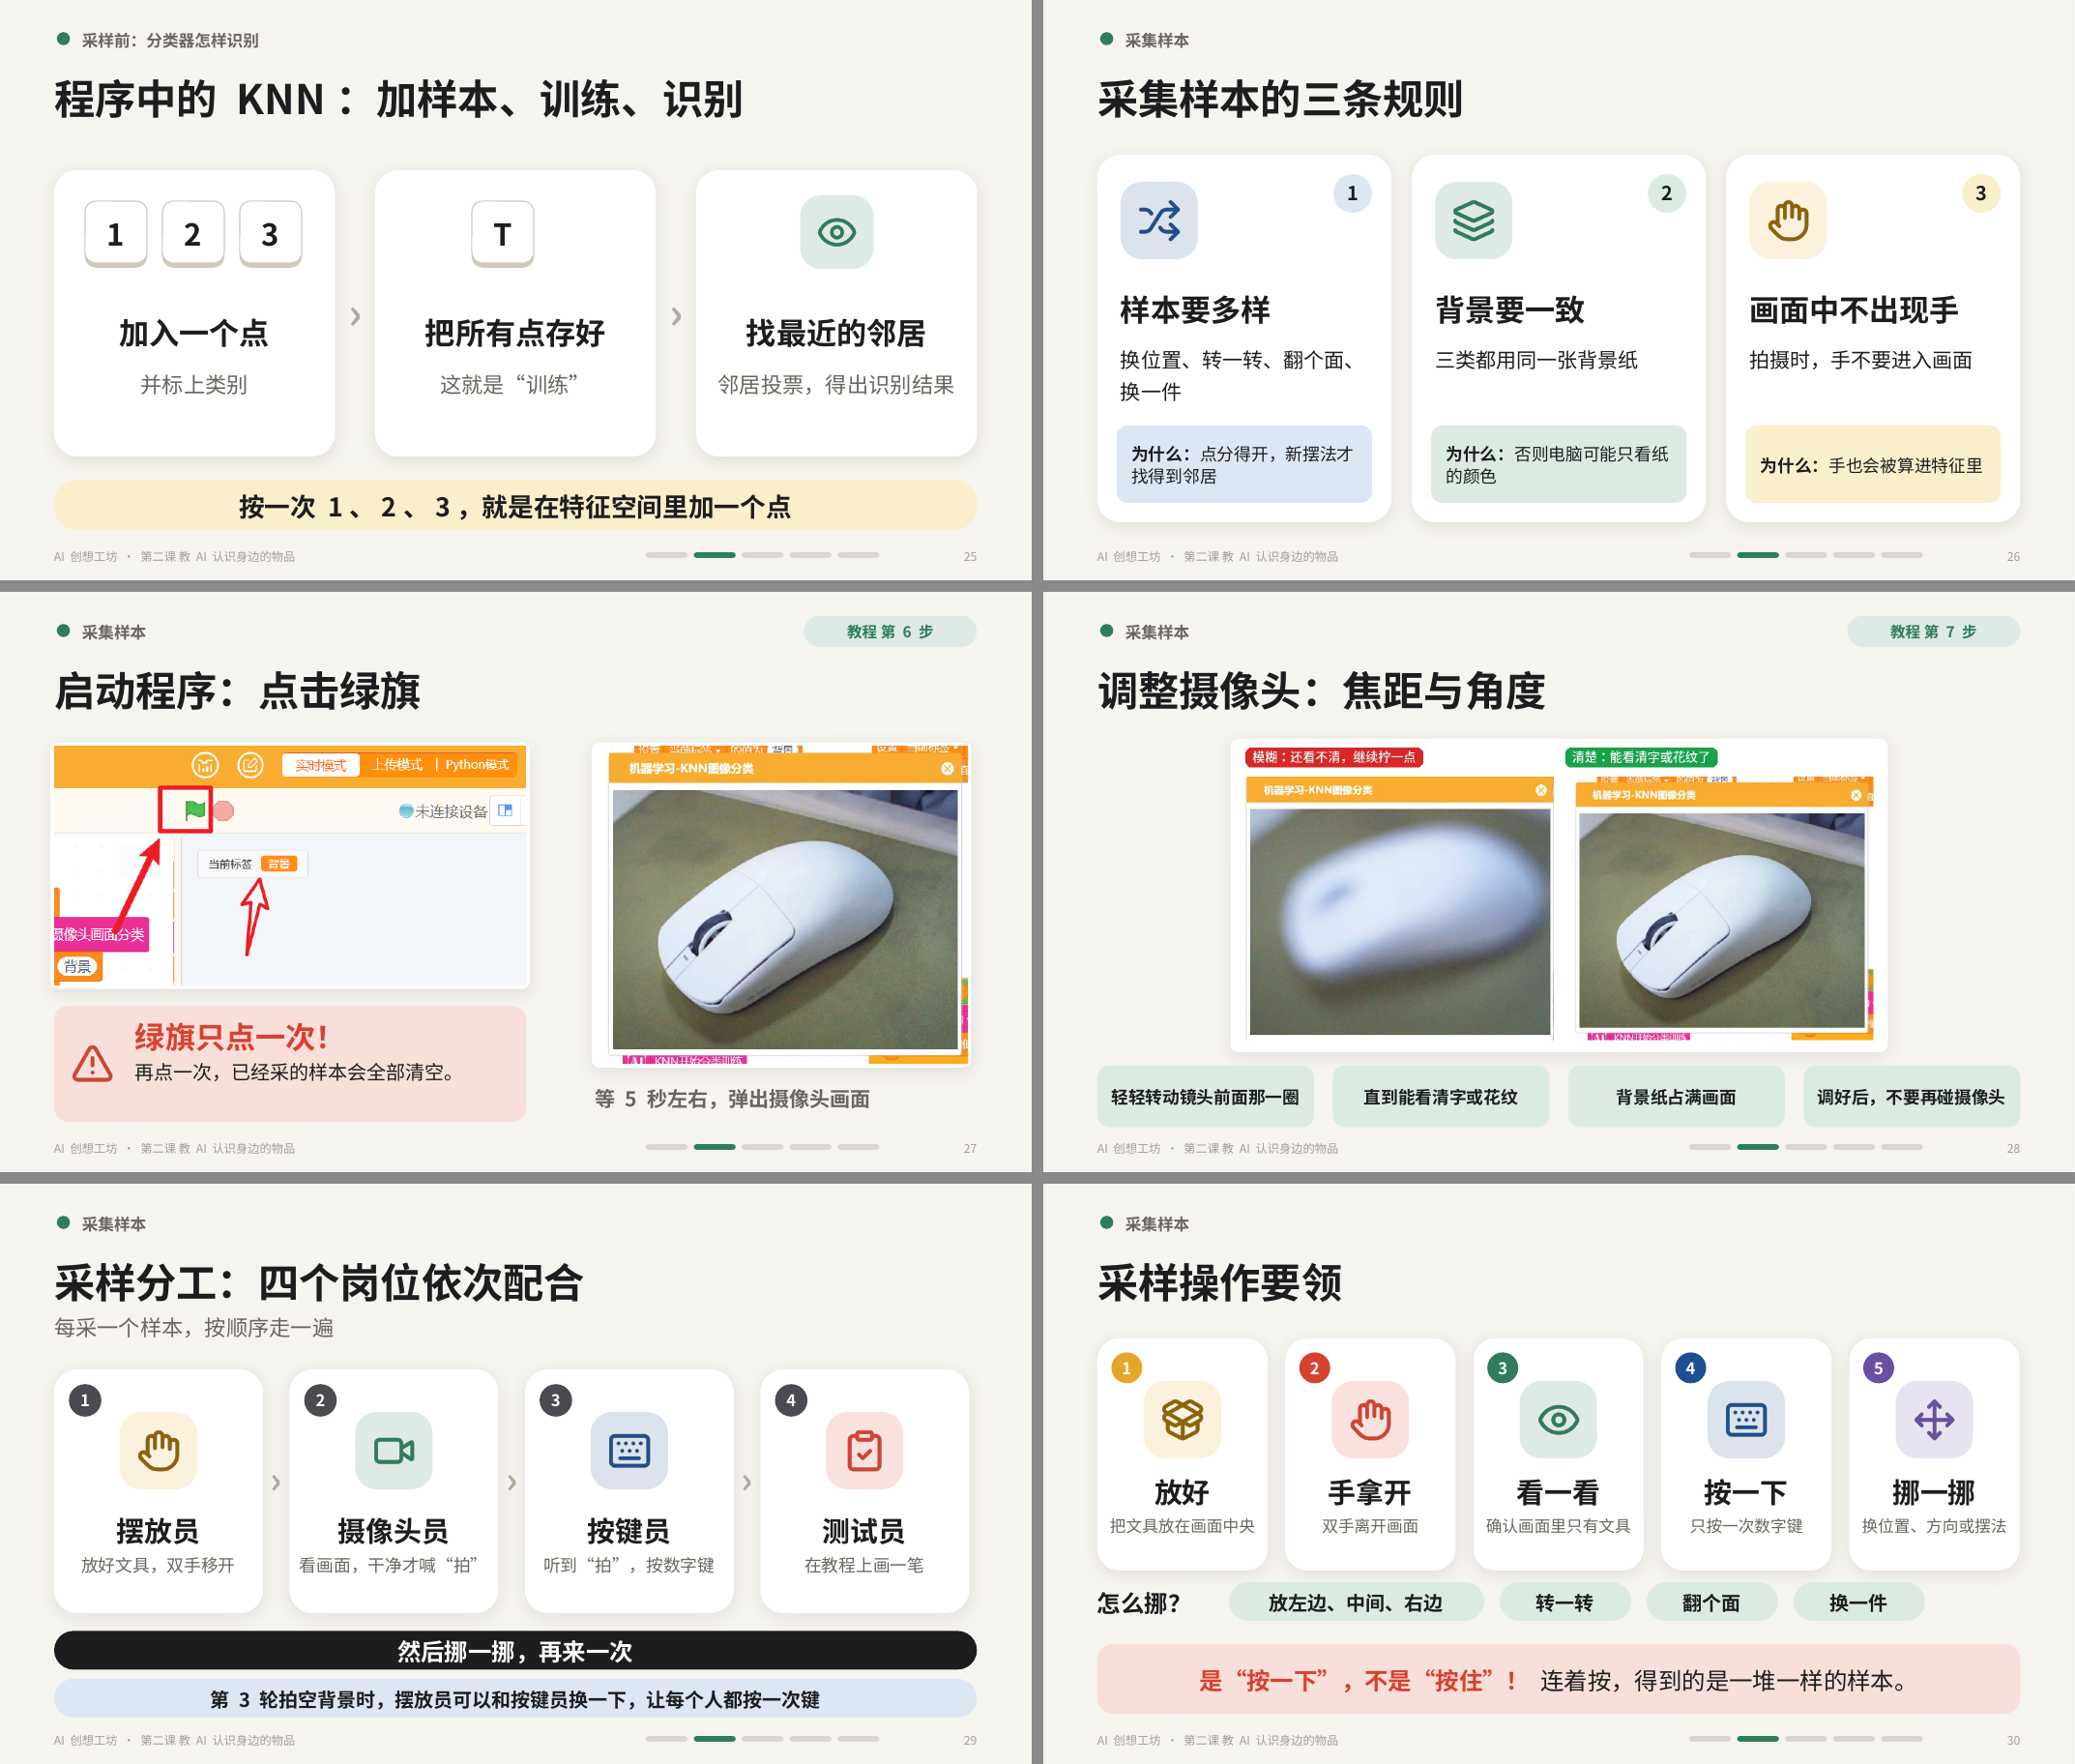 采样前：分类器怎样识别
程序中的 KNN：加样本、训练、识别
1 2 3
加入一个点
并标上类别
T
把所有点存好
这就是“训练”
找最近的邻居
邻居投票，得出识别结果
按一次 1、2、3，就是在特征空间里加一个点
AI 创想工坊 · 第二课 教 AI 认识身边的物品
25
采集样本
采集样本的三条规则
1
样本要多样
换位置、转一转、翻个面、
换一件
为什么：点分得开，新摆法才
找得到邻居
2
背景要一致
三类都用同一张背景纸
为什么：否则电脑可能只看纸
的颜色
3
画面中不出现手
拍摄时，手不要进入画面
为什么：手也会被算进特征里
AI 创想工坊 · 第二课 教 AI 认识身边的物品
26
采集样本
教程 第 6 步
启动程序：点击绿旗
实时模式 上传模式 | Python模式
未连接设备
当前标签 背景
摄像头画面分类
背景
机器学习-KNN图像分类
KNN开始分类训练
绿旗只点一次！
再点一次，已经采的样本会全部清空。
等 5 秒左右，弹出摄像头画面
AI 创想工坊 · 第二课 教 AI 认识身边的物品
27
采集样本
教程 第 7 步
调整摄像头：焦距与角度
模糊：还看不清，继续拧一点
机器学习-KNN图像分类
清楚：能看清字或花纹了
机器学习-KNN图像分类
轻轻转动镜头前面那一圈
直到能看清字或花纹
背景纸占满画面
调好后，不要再碰摄像头
AI 创想工坊 · 第二课 教 AI 认识身边的物品
28
采集样本
采样分工：四个岗位依次配合
每采一个样本，按顺序走一遍
1
摆放员
放好文具，双手移开
2
摄像头员
看画面，干净才喊“拍”
3
按键员
听到“拍”，按数字键
4
测试员
在教程上画一笔
然后挪一挪，再来一次
第 3 轮拍空背景时，摆放员可以和按键员换一下，让每个人都按一次键
AI 创想工坊 · 第二课 教 AI 认识身边的物品
29
采集样本
采样操作要领
1
放好
把文具放在画面中央
2
手拿开
双手离开画面
3
看一看
确认画面里只有文具
4
按一下
只按一次数字键
5
挪一挪
换位置、方向或摆法
怎么挪？
放左边、中间、右边
转一转
翻个面
换一件
是“按一下”，不是“按住”！ 连着按，得到的是一堆一样的样本。
AI 创想工坊 · 第二课 教 AI 认识身边的物品
30